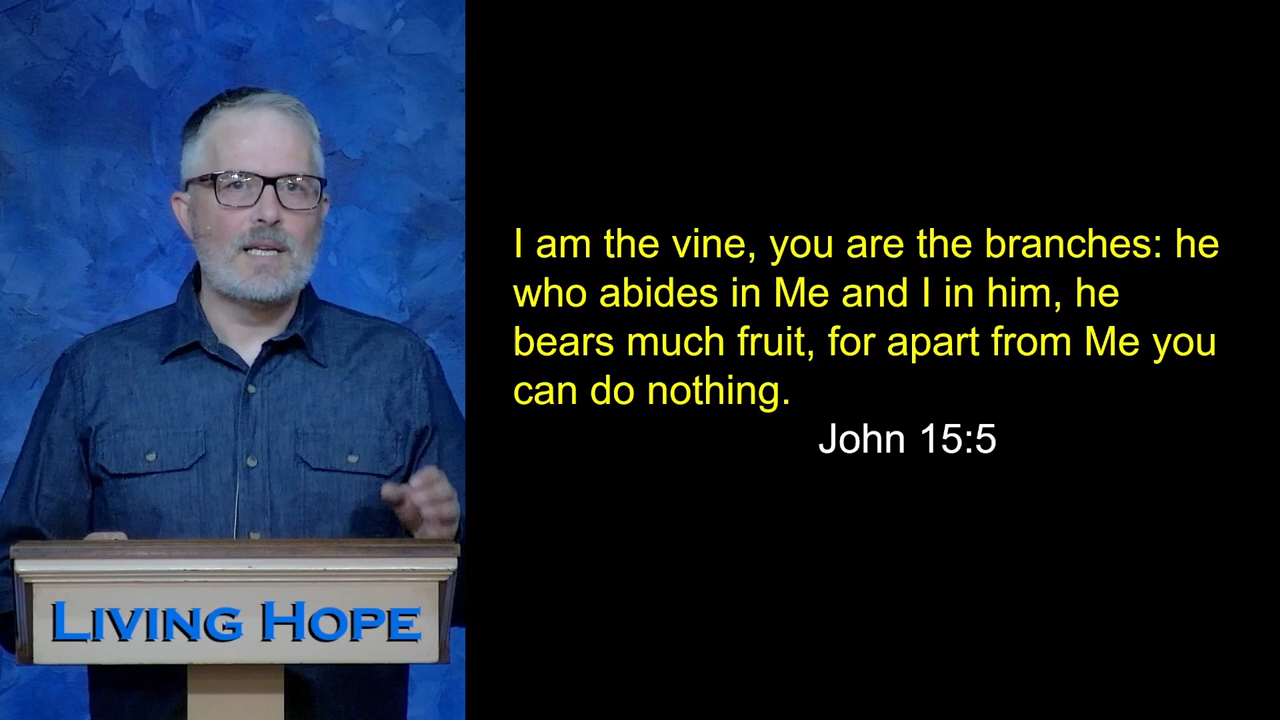 I am the vine, you are the branches: he
who abides in Me and I in him, he
bears much fruit, for apart from Me you
can do nothing.
John 15:5
LIVING HOPE